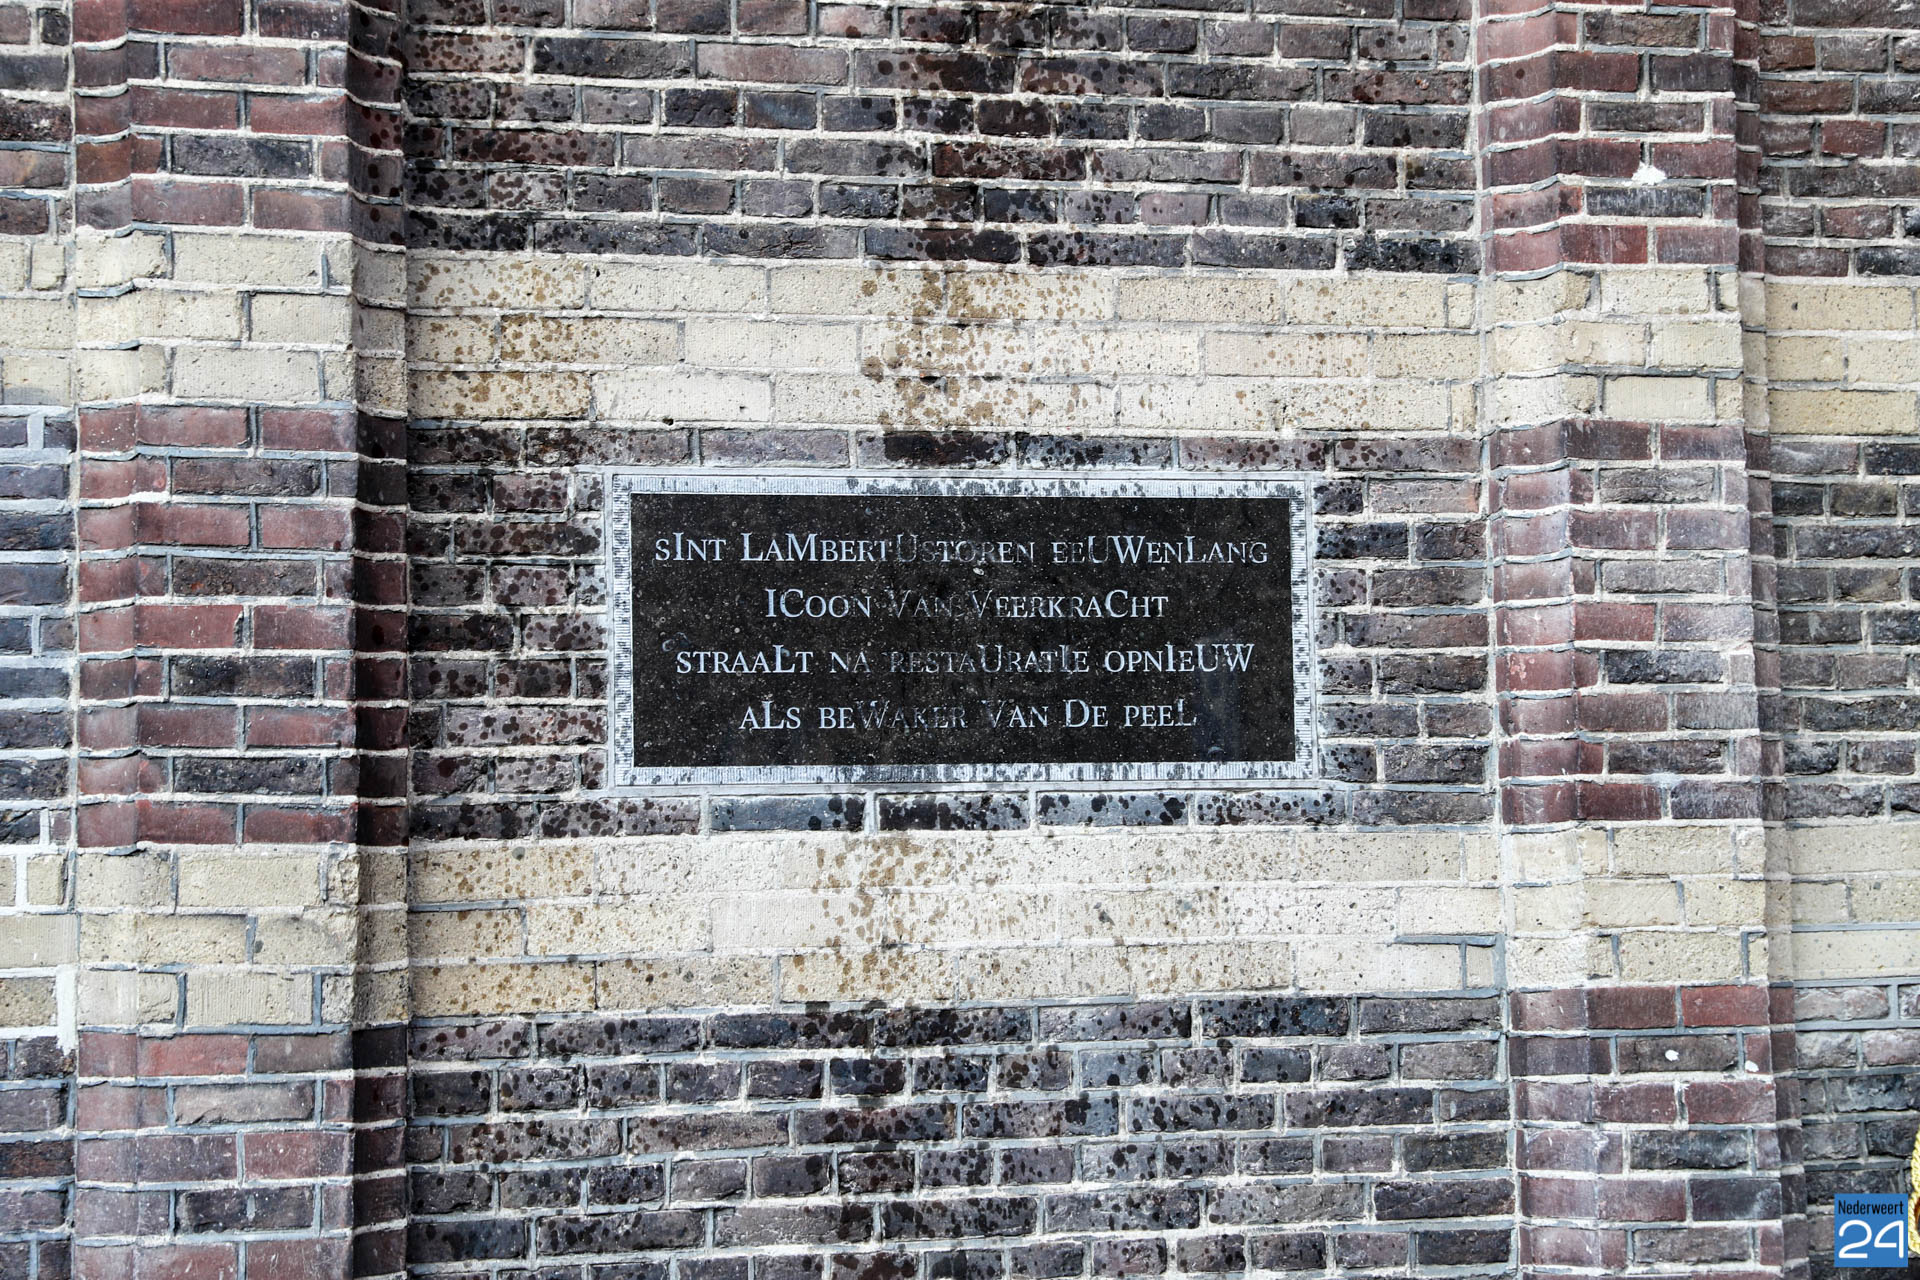 sInt LaMbertUstoren eeUWenLang
ICoon Van VeerkraCht
straaLt na restaUratIe opnIeUW
aLs beWaker Van De peeL
Nederweert
24